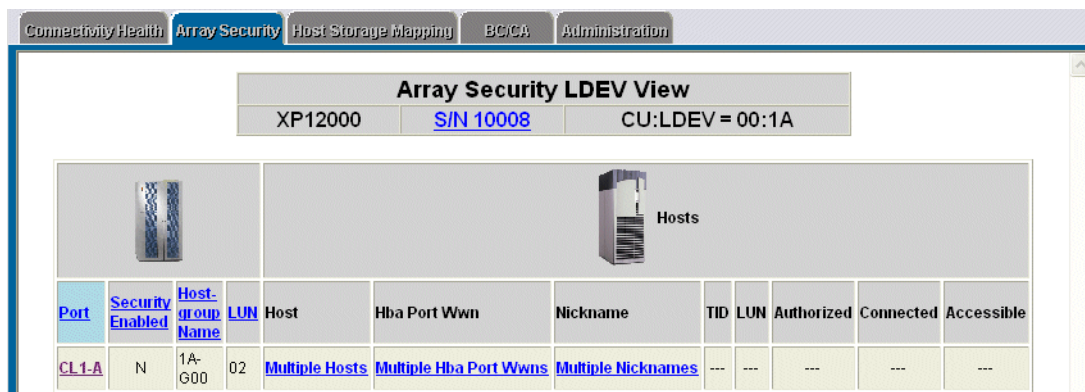 Connectivity Health Array Security Host Storage Mapping BC/CA Administration
Array Security LDEV View
XP12000 S/N 10008 CU:LDEV = 00:1A
Hosts
Port Security Enabled Host-group Name LUN Host Hba Port Wwn Nickname TID LUN Authorized Connected Accessible
CL1-A N 1A-G00 02 Multiple Hosts Multiple Hba Port Wwns Multiple Nicknames --- --- --- --- ---